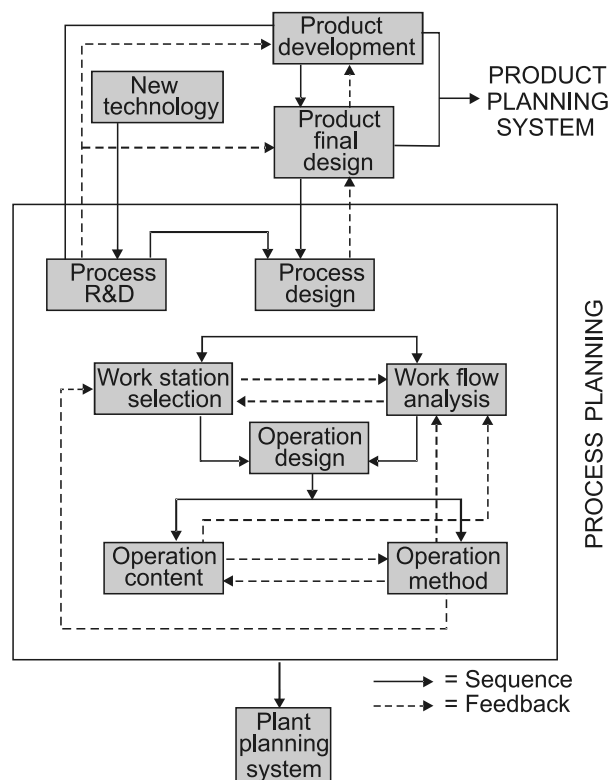 Product
development
New
technology
Product
final
design
PRODUCT
PLANNING
SYSTEM
Process
R&D
Process
design
Work station
selection
Work flow
analysis
Operation
design
Operation
content
Operation
method
PROCESS PLANNING
= Sequence
= Feedback
Plant
planning
system